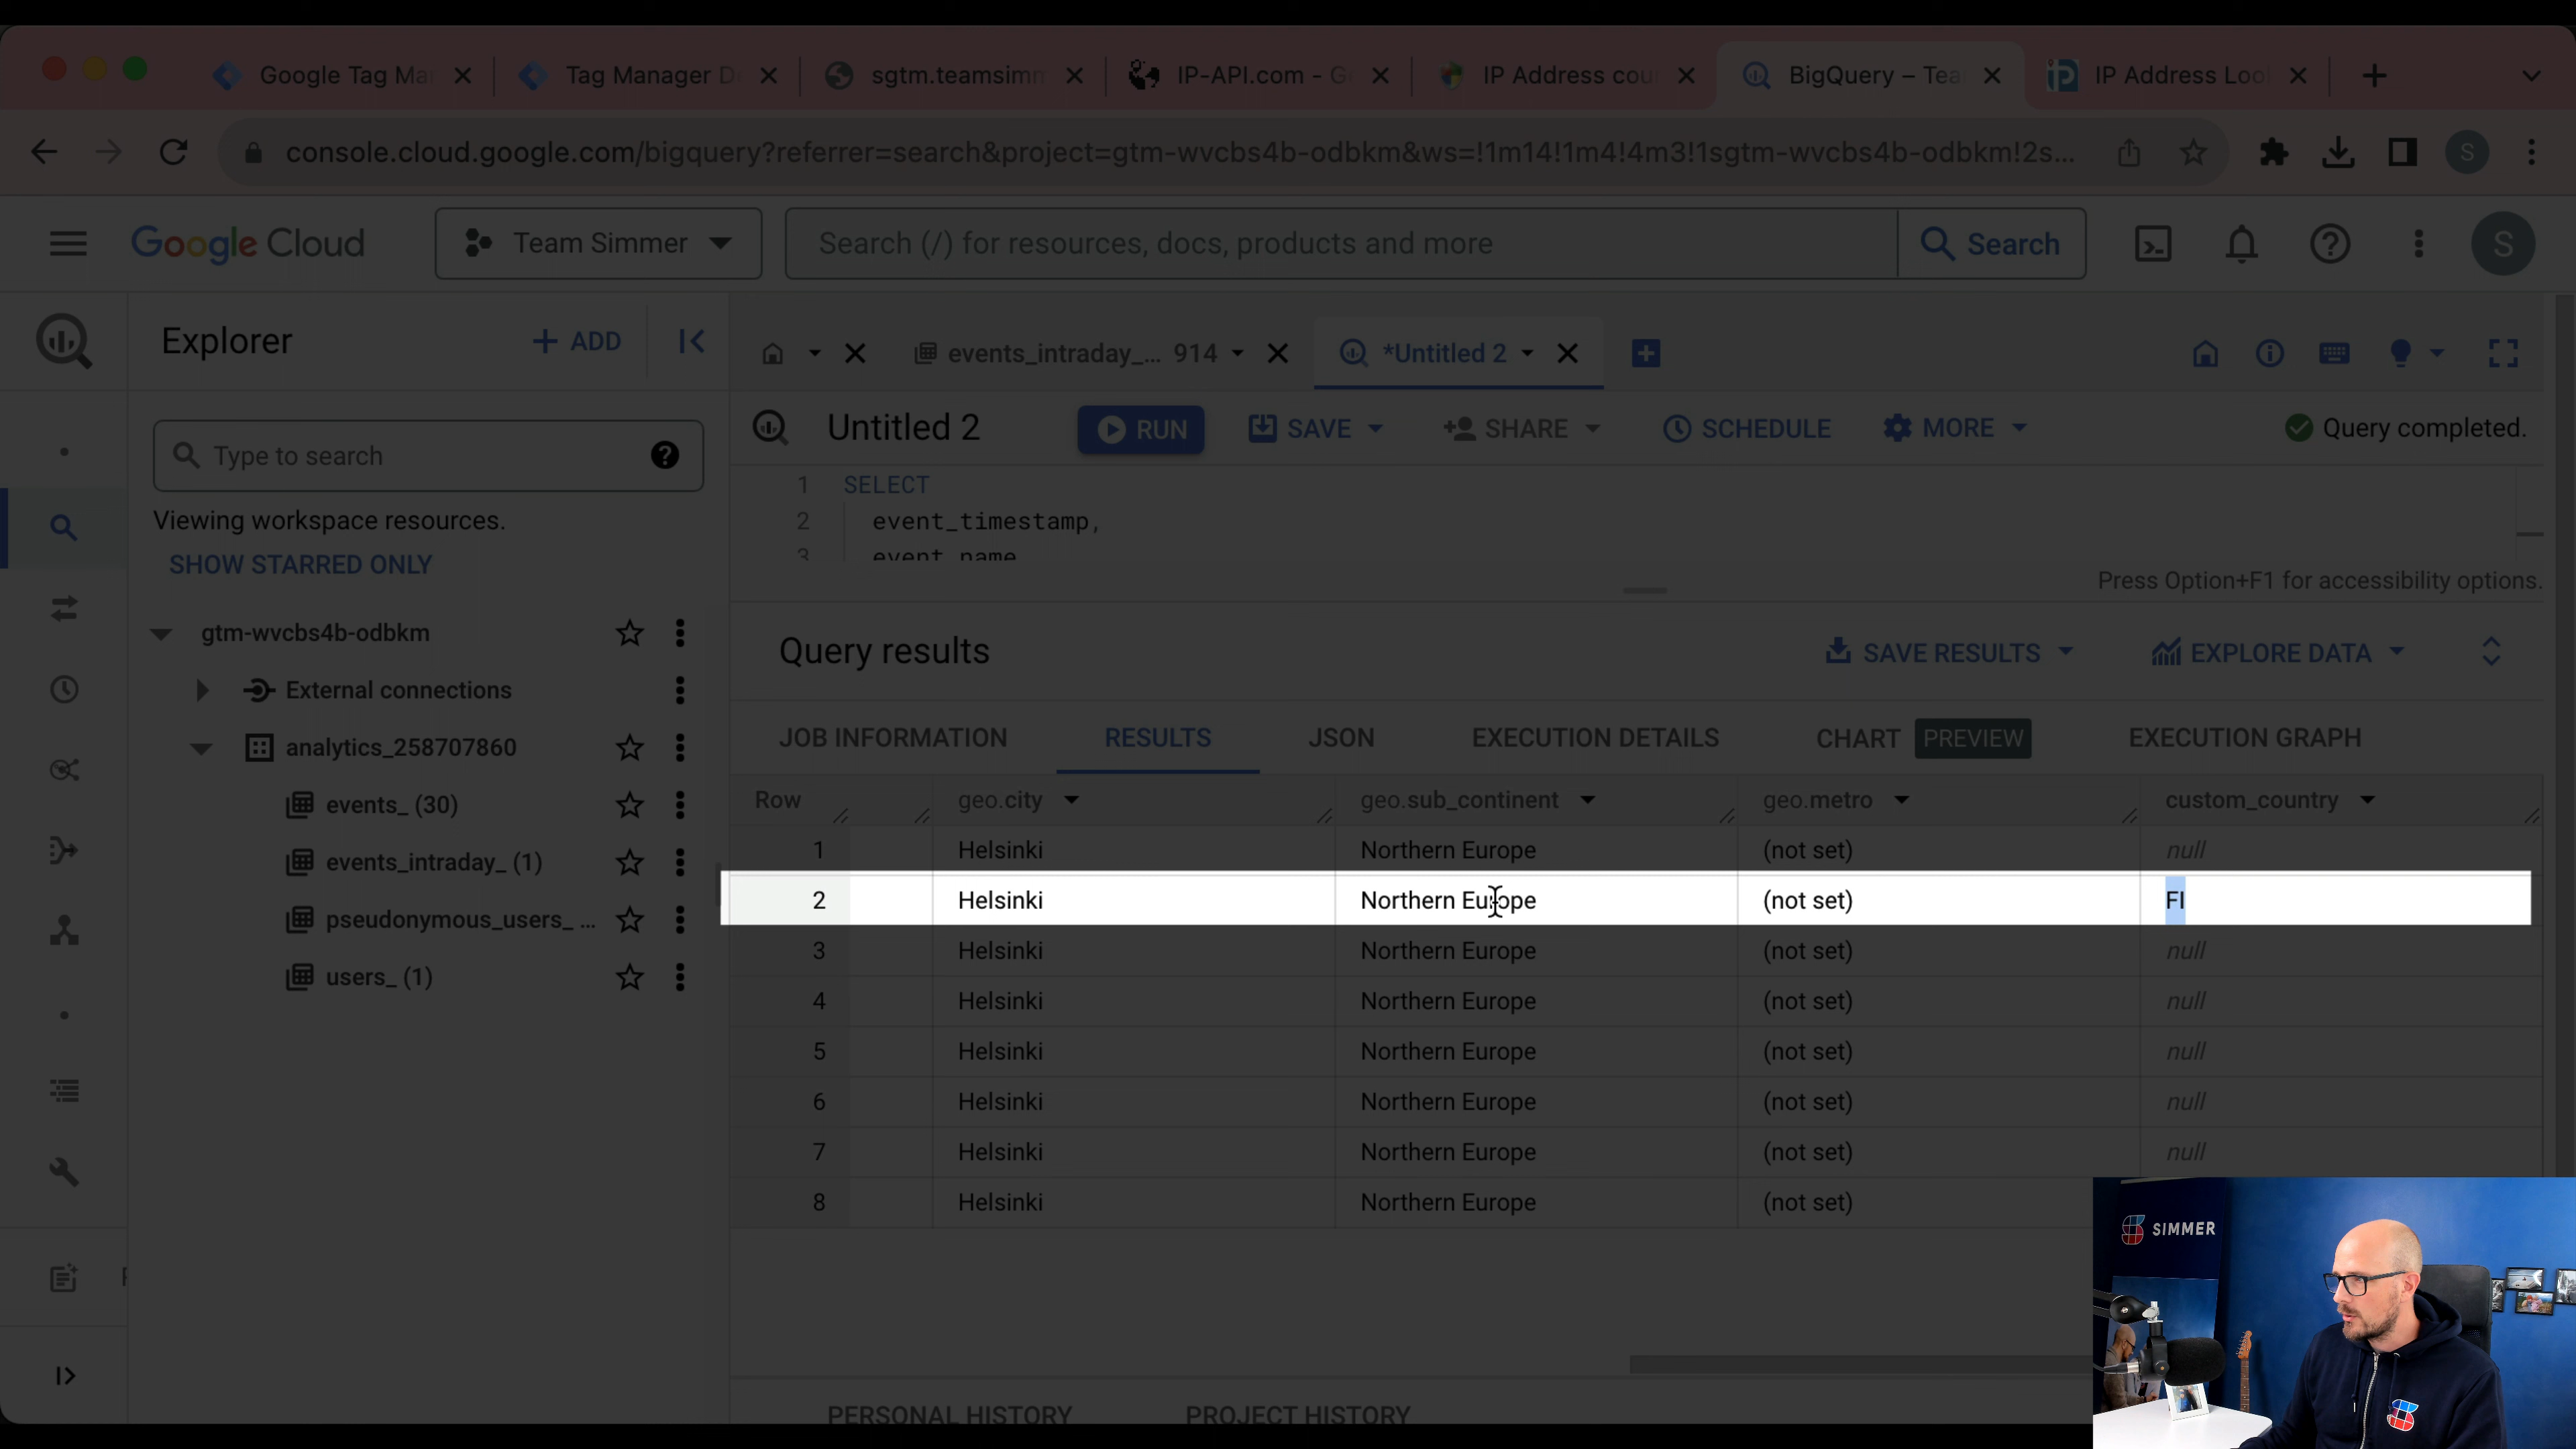 Google Tag Ma
Tag Manager D
sgtm.teamsimm
IP-API.com - G
IP Address cou
BigQuery – Tea
IP Address Loo
console.cloud.google.com/bigquery?referrer=search&project=gtm-wvcbs4b-odbkm&ws=!1m14!1m4!4m3!1sgtm-wvcbs4b-odbkm!2s...
S
Google Cloud
Team Simmer
Search (/) for resources, docs, products and more
Search
S
Explorer
+ ADD
events_intraday_... 914
*Untitled 2
Untitled 2
RUN
SAVE
SHARE
SCHEDULE
MORE
Query completed.
Type to search
Viewing workspace resources.
SHOW STARRED ONLY
1 SELECT
2 event_timestamp,
3 event_name
Press Option+F1 for accessibility options.
gtm-wvcbs4b-odbkm
External connections
analytics_258707860
events_ (30)
events_intraday_ (1)
pseudonymous_users_ ...
users_ (1)
Query results
SAVE RESULTS
EXPLORE DATA
JOB INFORMATION RESULTS JSON EXECUTION DETAILS CHART PREVIEW EXECUTION GRAPH
Row geo.city geo.sub_continent geo.metro custom_country
1 Helsinki Northern Europe (not set) null
2 Helsinki Northern Europe (not set) FI
3 Helsinki Northern Europe (not set) null
4 Helsinki Northern Europe (not set) null
5 Helsinki Northern Europe (not set) null
6 Helsinki Northern Europe (not set) null
7 Helsinki Northern Europe (not set) null
8 Helsinki Northern Europe (not set)
SIMMER
PERSONAL HISTORY PROJECT HISTORY